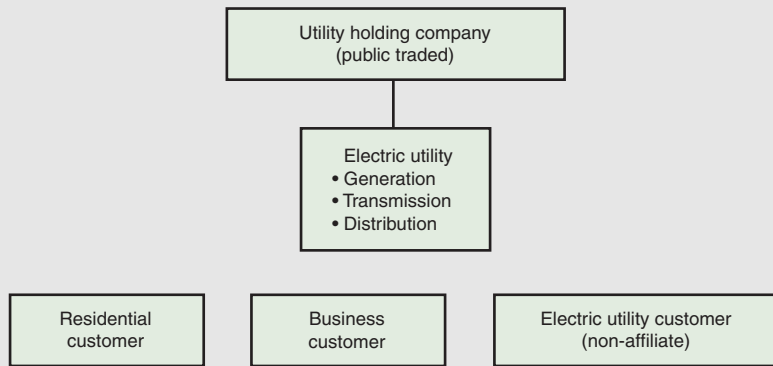 Utility holding company
(public traded)
Electric utility
• Generation
• Transmission
• Distribution
Residential
customer
Business
customer
Electric utility customer
(non-affiliate)